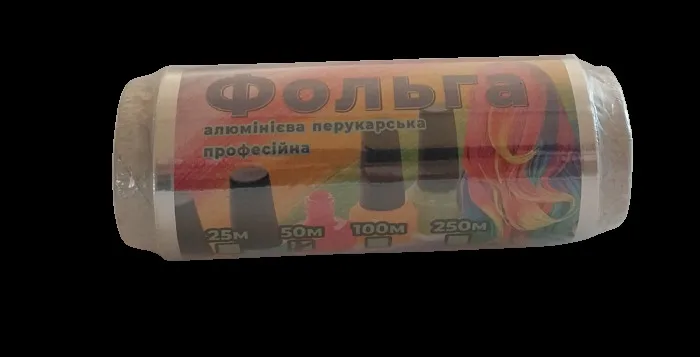 Фольга
алюмінієва перукарська
професійна
25м 50м 100м 250м